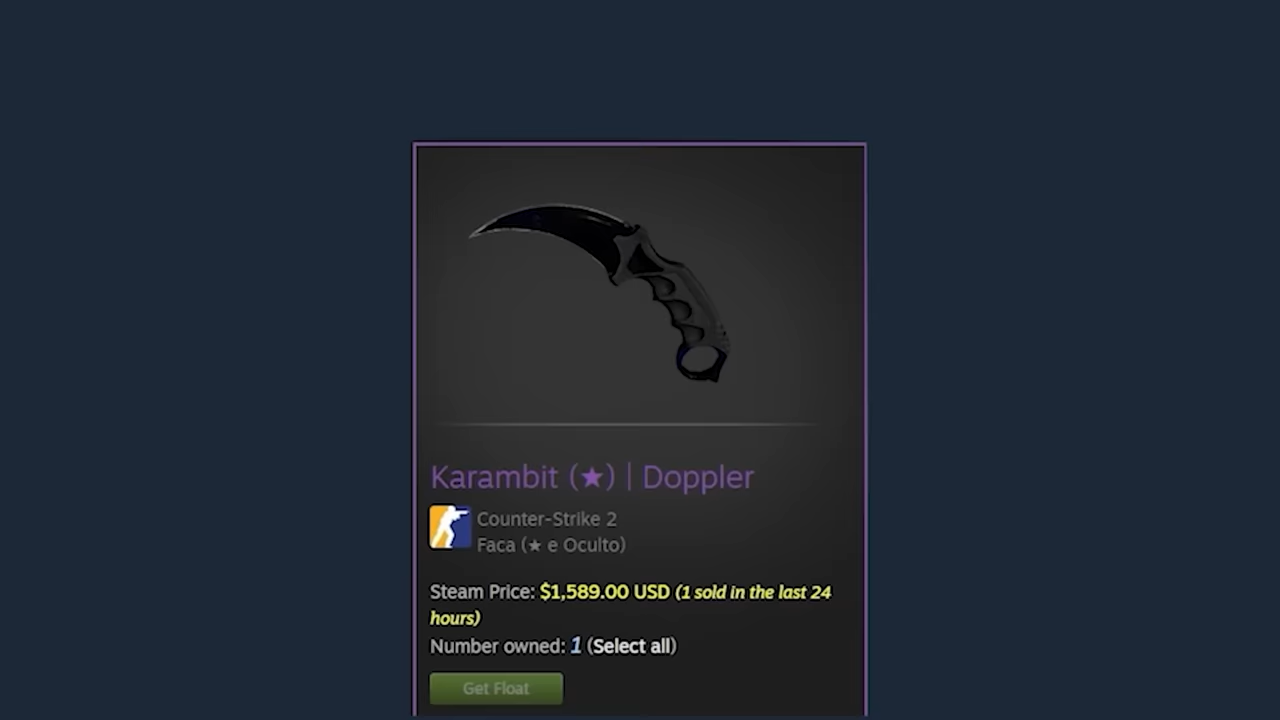 Karambit (★) | Doppler
Counter-Strike 2
Faca (★ e Oculto)
Steam Price: $1,589.00 USD (1 sold in the last 24
hours)
Number owned: 1 (Select all)
Get Float